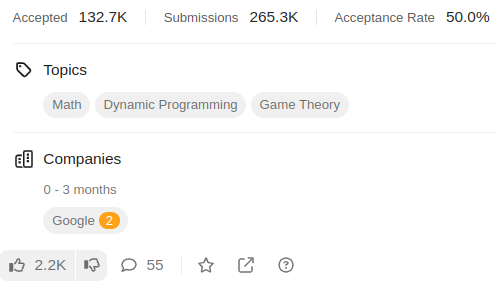 Accepted 132.7K Submissions 265.3K Acceptance Rate 50.0%
Topics
Math Dynamic Programming Game Theory
Companies
0 - 3 months
Google 2
2.2K 55